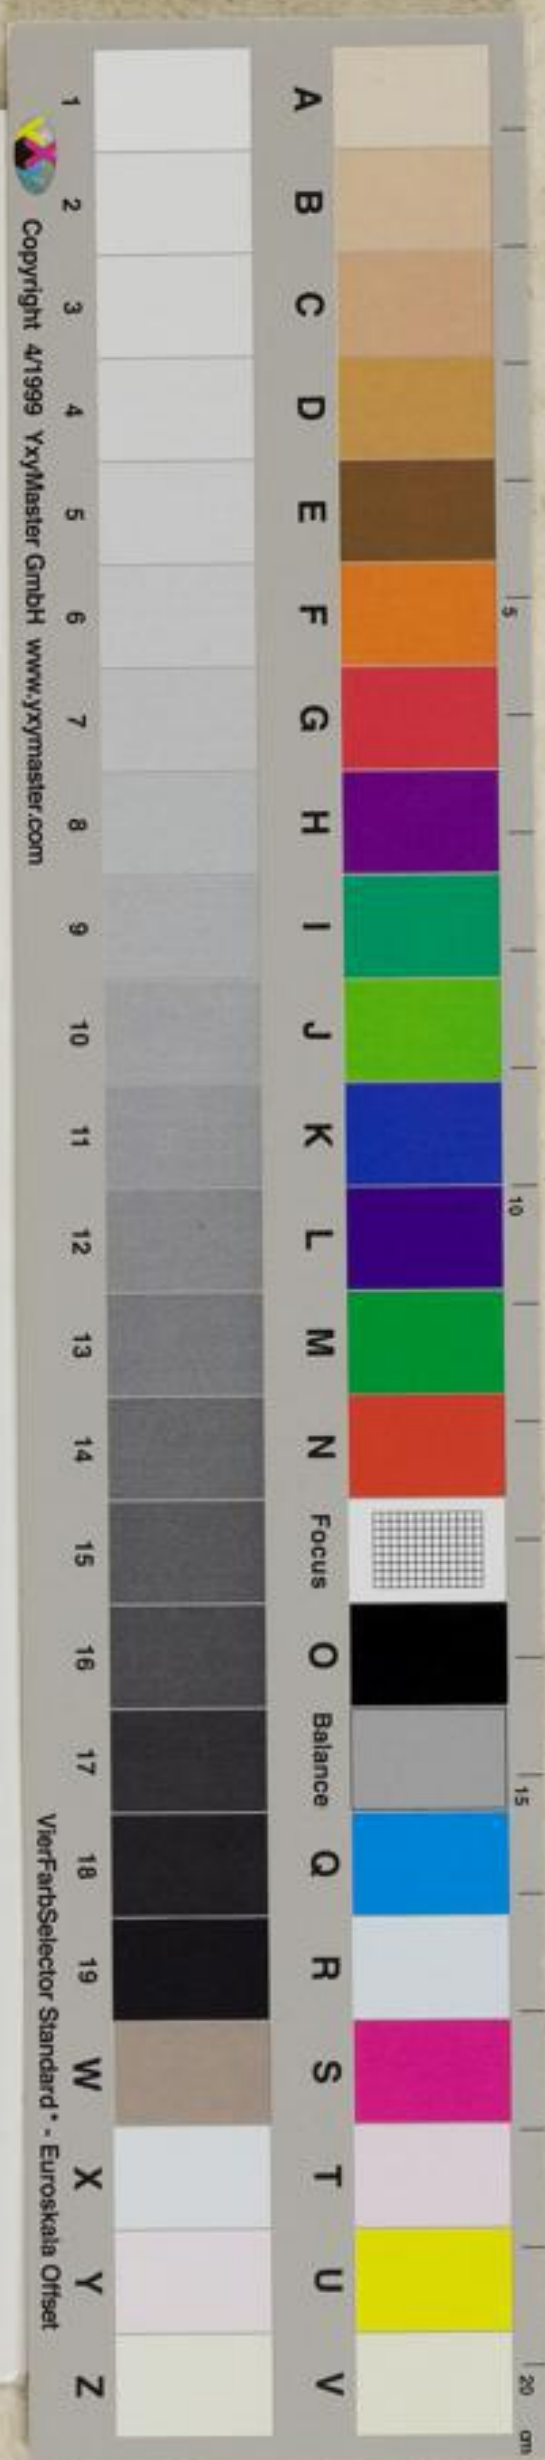 20 cm
15
10
5
A B C D E F G H I J K L M N Focus O Balance Q R S T U V
1 2 3 4 5 6 7 8 9 10 11 12 13 14 15 16 17 18 19 W X Y Z
yxy Copyright 4/1999 YxyMaster GmbH www.yxymaster.com VierFarbSelector Standard* - Euroskala Offset